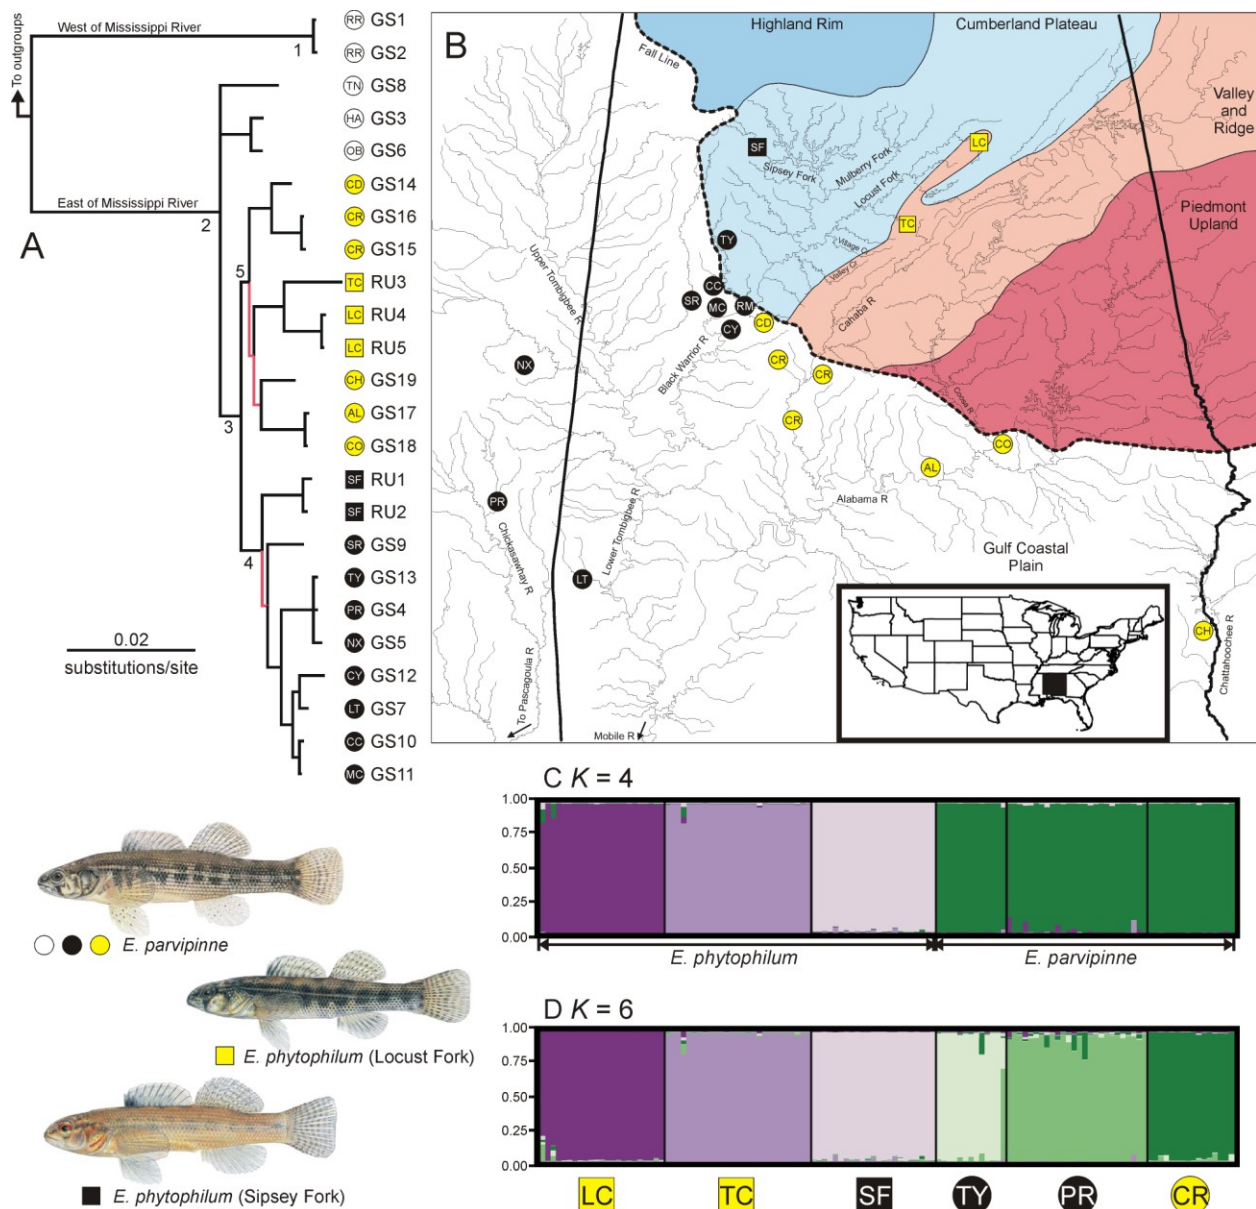 To outgroups
West of Mississippi River
1
East of Mississippi River
2
A
3
4
5
RR GS1
RR GS2
TN GS8
HA GS3
OB GS6
CD GS14
CR GS16
CR GS15
TC RU3
LC RU4
LC RU5
CH GS19
AL GS17
CO GS18
SF RU1
SF RU2
SR GS9
TY GS13
PR GS4
NX GS5
CY GS12
LT GS7
CC GS10
MC GS11
0.02
substitutions/site
B
Highland Rim
Cumberland Plateau
Fall Line
Valley
and
Ridge
Piedmont
Upland
SF
Sipsey Fork
Mulberry Fork
Locust Fork
LC
TC
Village Cr
Valley Cr
TY
CC
SR
MC
RM
CY
CD
CR
CR
CR
NX
Upper Tombigbee R
Black Warrior R
Cahaba R
Coosa R
CO
AL
Alabama R
PR
Chickasawhay R
Lower Tombigbee R
LT
Gulf Coastal
Plain
CH
Chattahoochee R
To Pascagoula R
Mobile R
C K = 4
1.00
0.75
0.50
0.25
0.00
E. phytophilum
E. parvipinne
D K = 6
1.00
0.75
0.50
0.25
0.00
LC TC SF TY PR CR
E. parvipinne
E. phytophilum (Locust Fork)
E. phytophilum (Sipsey Fork)